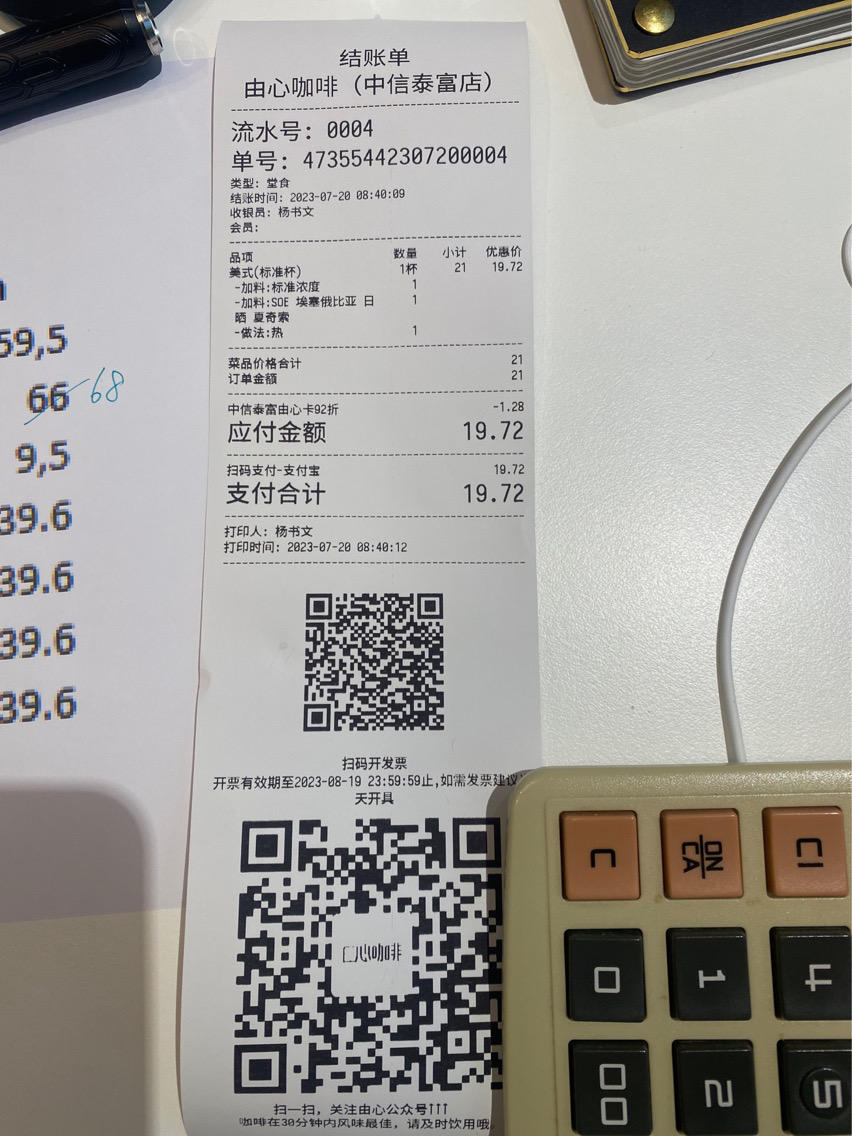 结账单
由心咖啡（中信泰富店）
流水号: 0004
单号: 47355442307200004
类型: 堂食
结账时间: 2023-07-20 08:40:09
收银员: 杨书文
会员:
品项 数量 小计 优惠价
美式(标准杯) 1杯 21 19.72
-加料:标准浓度 1
-加料:SOE 埃塞俄比亚 日 1
晒 夏奇索
-做法:热 1
菜品价格合计 21
订单金额 21
中信泰富由心卡92折 -1.28
应付金额 19.72
扫码支付-支付宝 19.72
支付合计 19.72
打印人: 杨书文
打印时间: 2023-07-20 08:40:12
扫码开发票
开票有效期至2023-08-19 23:59:59止,如需发票建议
天开具
心咖啡
扫一扫，关注由心公众号↑↑↑
咖啡在30分钟内风味最佳，请及时饮用哦
59,5
66 68
9,5
39.6
39.6
39.6
39.6
C ON/CA CI
0 1 4
00 2 5